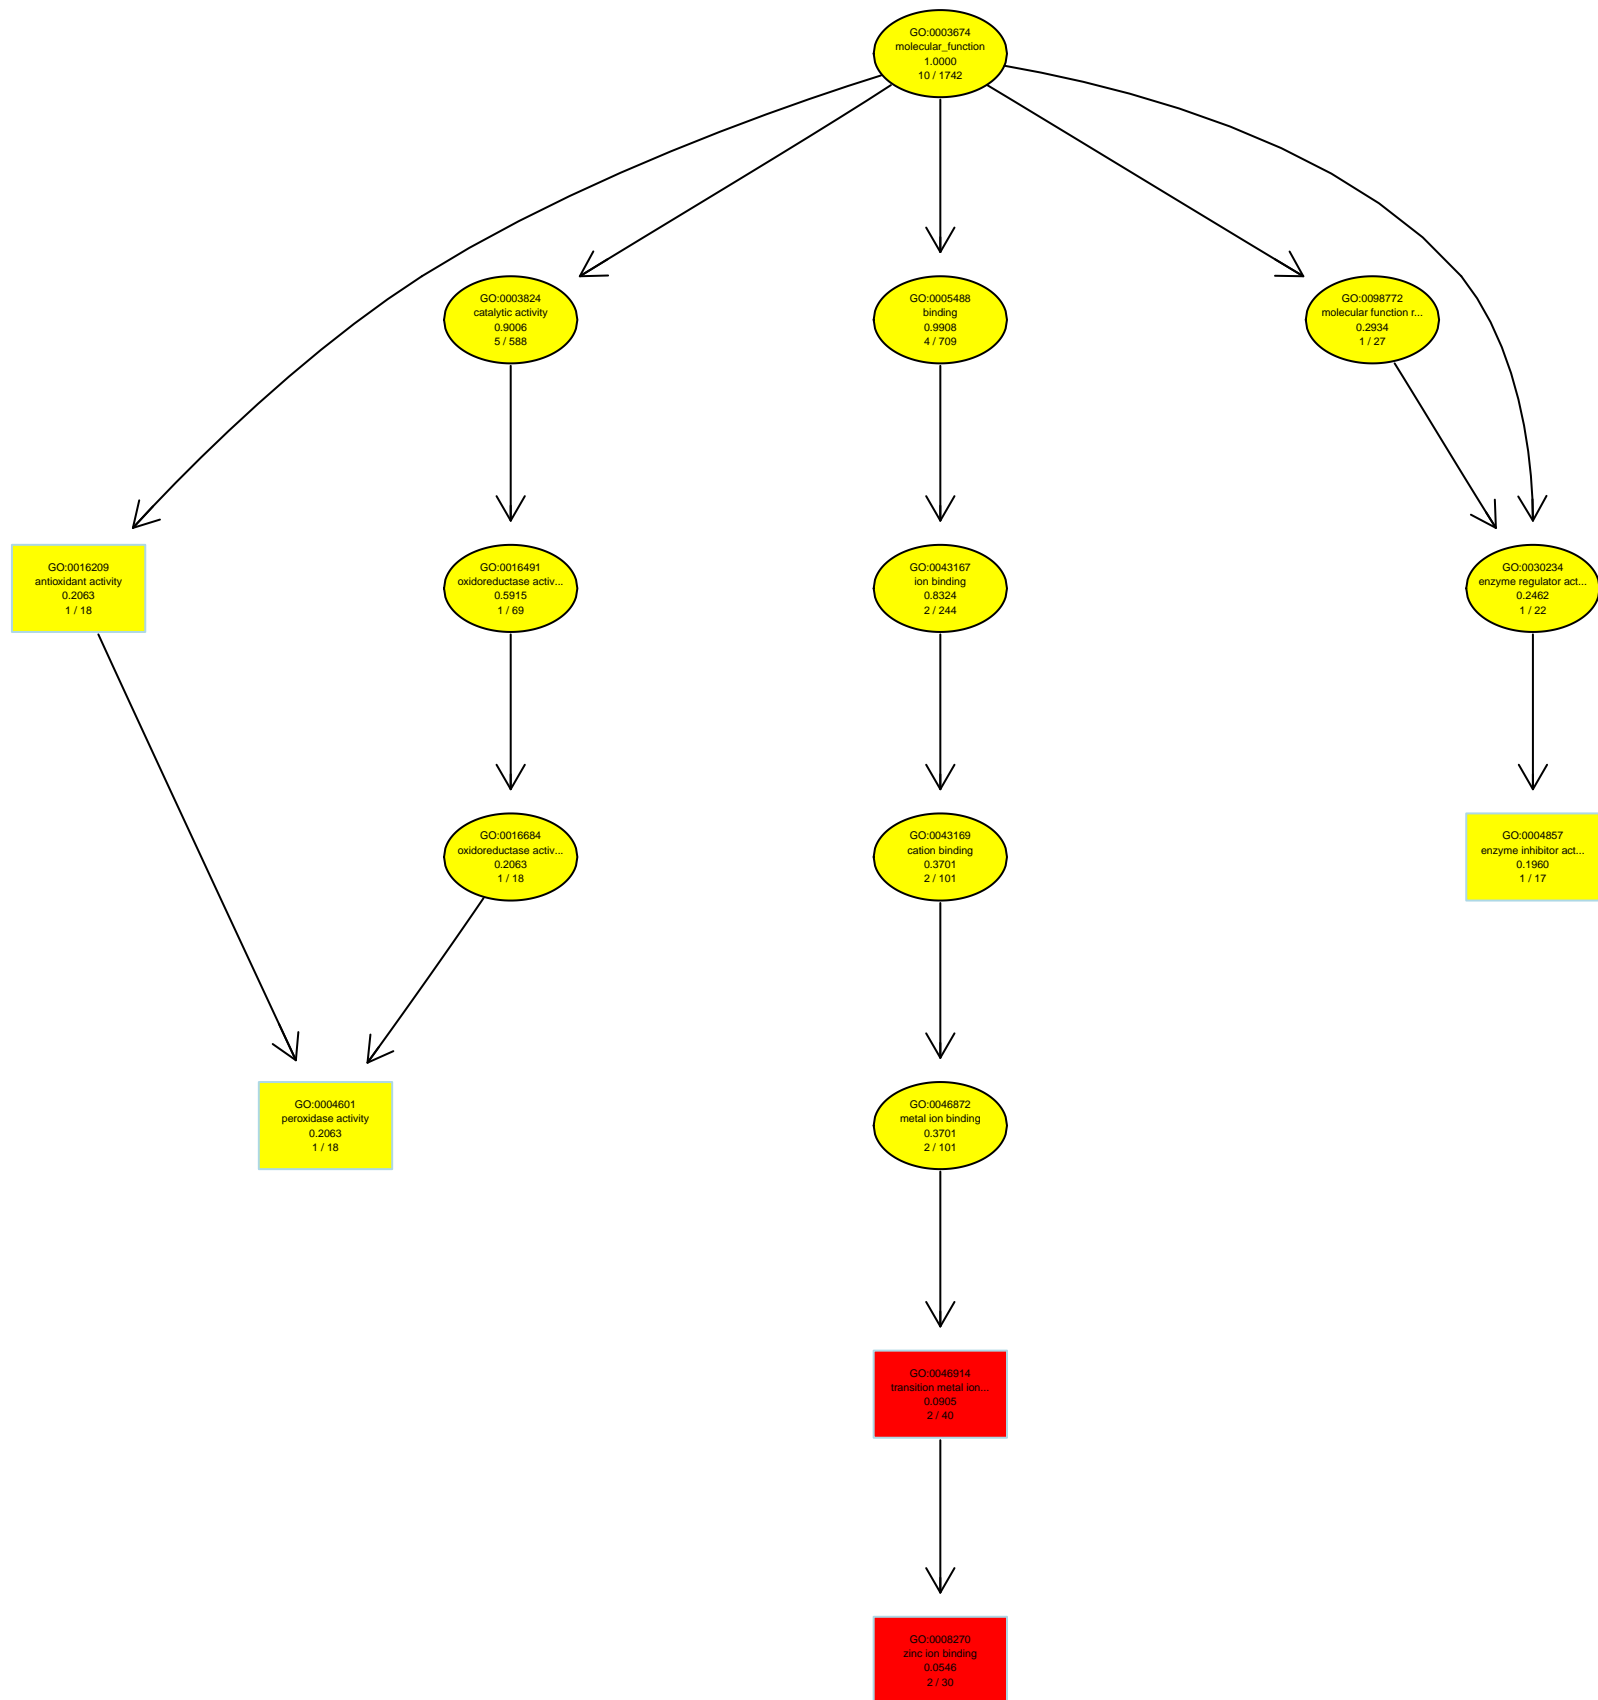 GO:0003674
molecular_function
1.0000
10 / 1742
GO:0003824
catalytic activity
0.9006
5 / 588
GO:0005488
binding
0.9908
4 / 709
GO:0098772
molecular function r...
0.2934
1 / 27
GO:0016209
antioxidant activity
0.2063
1 / 18
GO:0016491
oxidoreductase activ...
0.5915
1 / 69
GO:0043167
ion binding
0.8324
2 / 244
GO:0030234
enzyme regulator act...
0.2462
1 / 22
GO:0016684
oxidoreductase activ...
0.2063
1 / 18
GO:0043169
cation binding
0.3701
2 / 101
GO:0004857
enzyme inhibitor act...
0.1960
1 / 17
GO:0004601
peroxidase activity
0.2063
1 / 18
GO:0046872
metal ion binding
0.3701
2 / 101
GO:0046914
transition metal ion...
0.0905
2 / 40
GO:0008270
zinc ion binding
0.0546
2 / 30